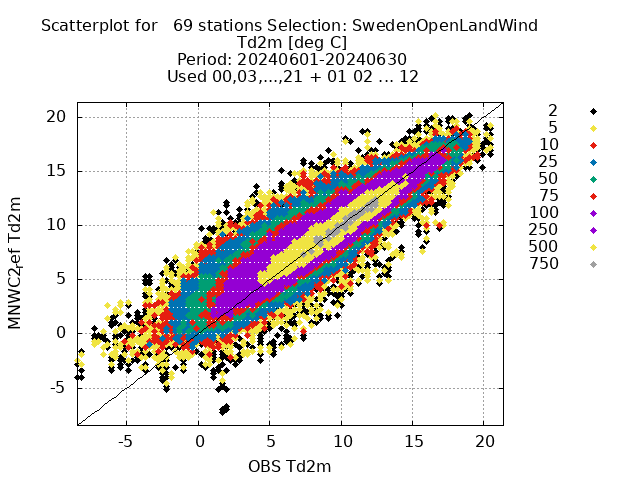 Scatterplot for 69 stations Selection: SwedenOpenLandWind
Td2m [deg C]
Period: 20240601-20240630
Used 00,03,...,21 + 01 02 ... 12
2
5
10
25
50
75
100
250
500
750
20
15
10
5
0
-5
MNWC2,ef Td2m
-5 0 5 10 15 20
OBS Td2m